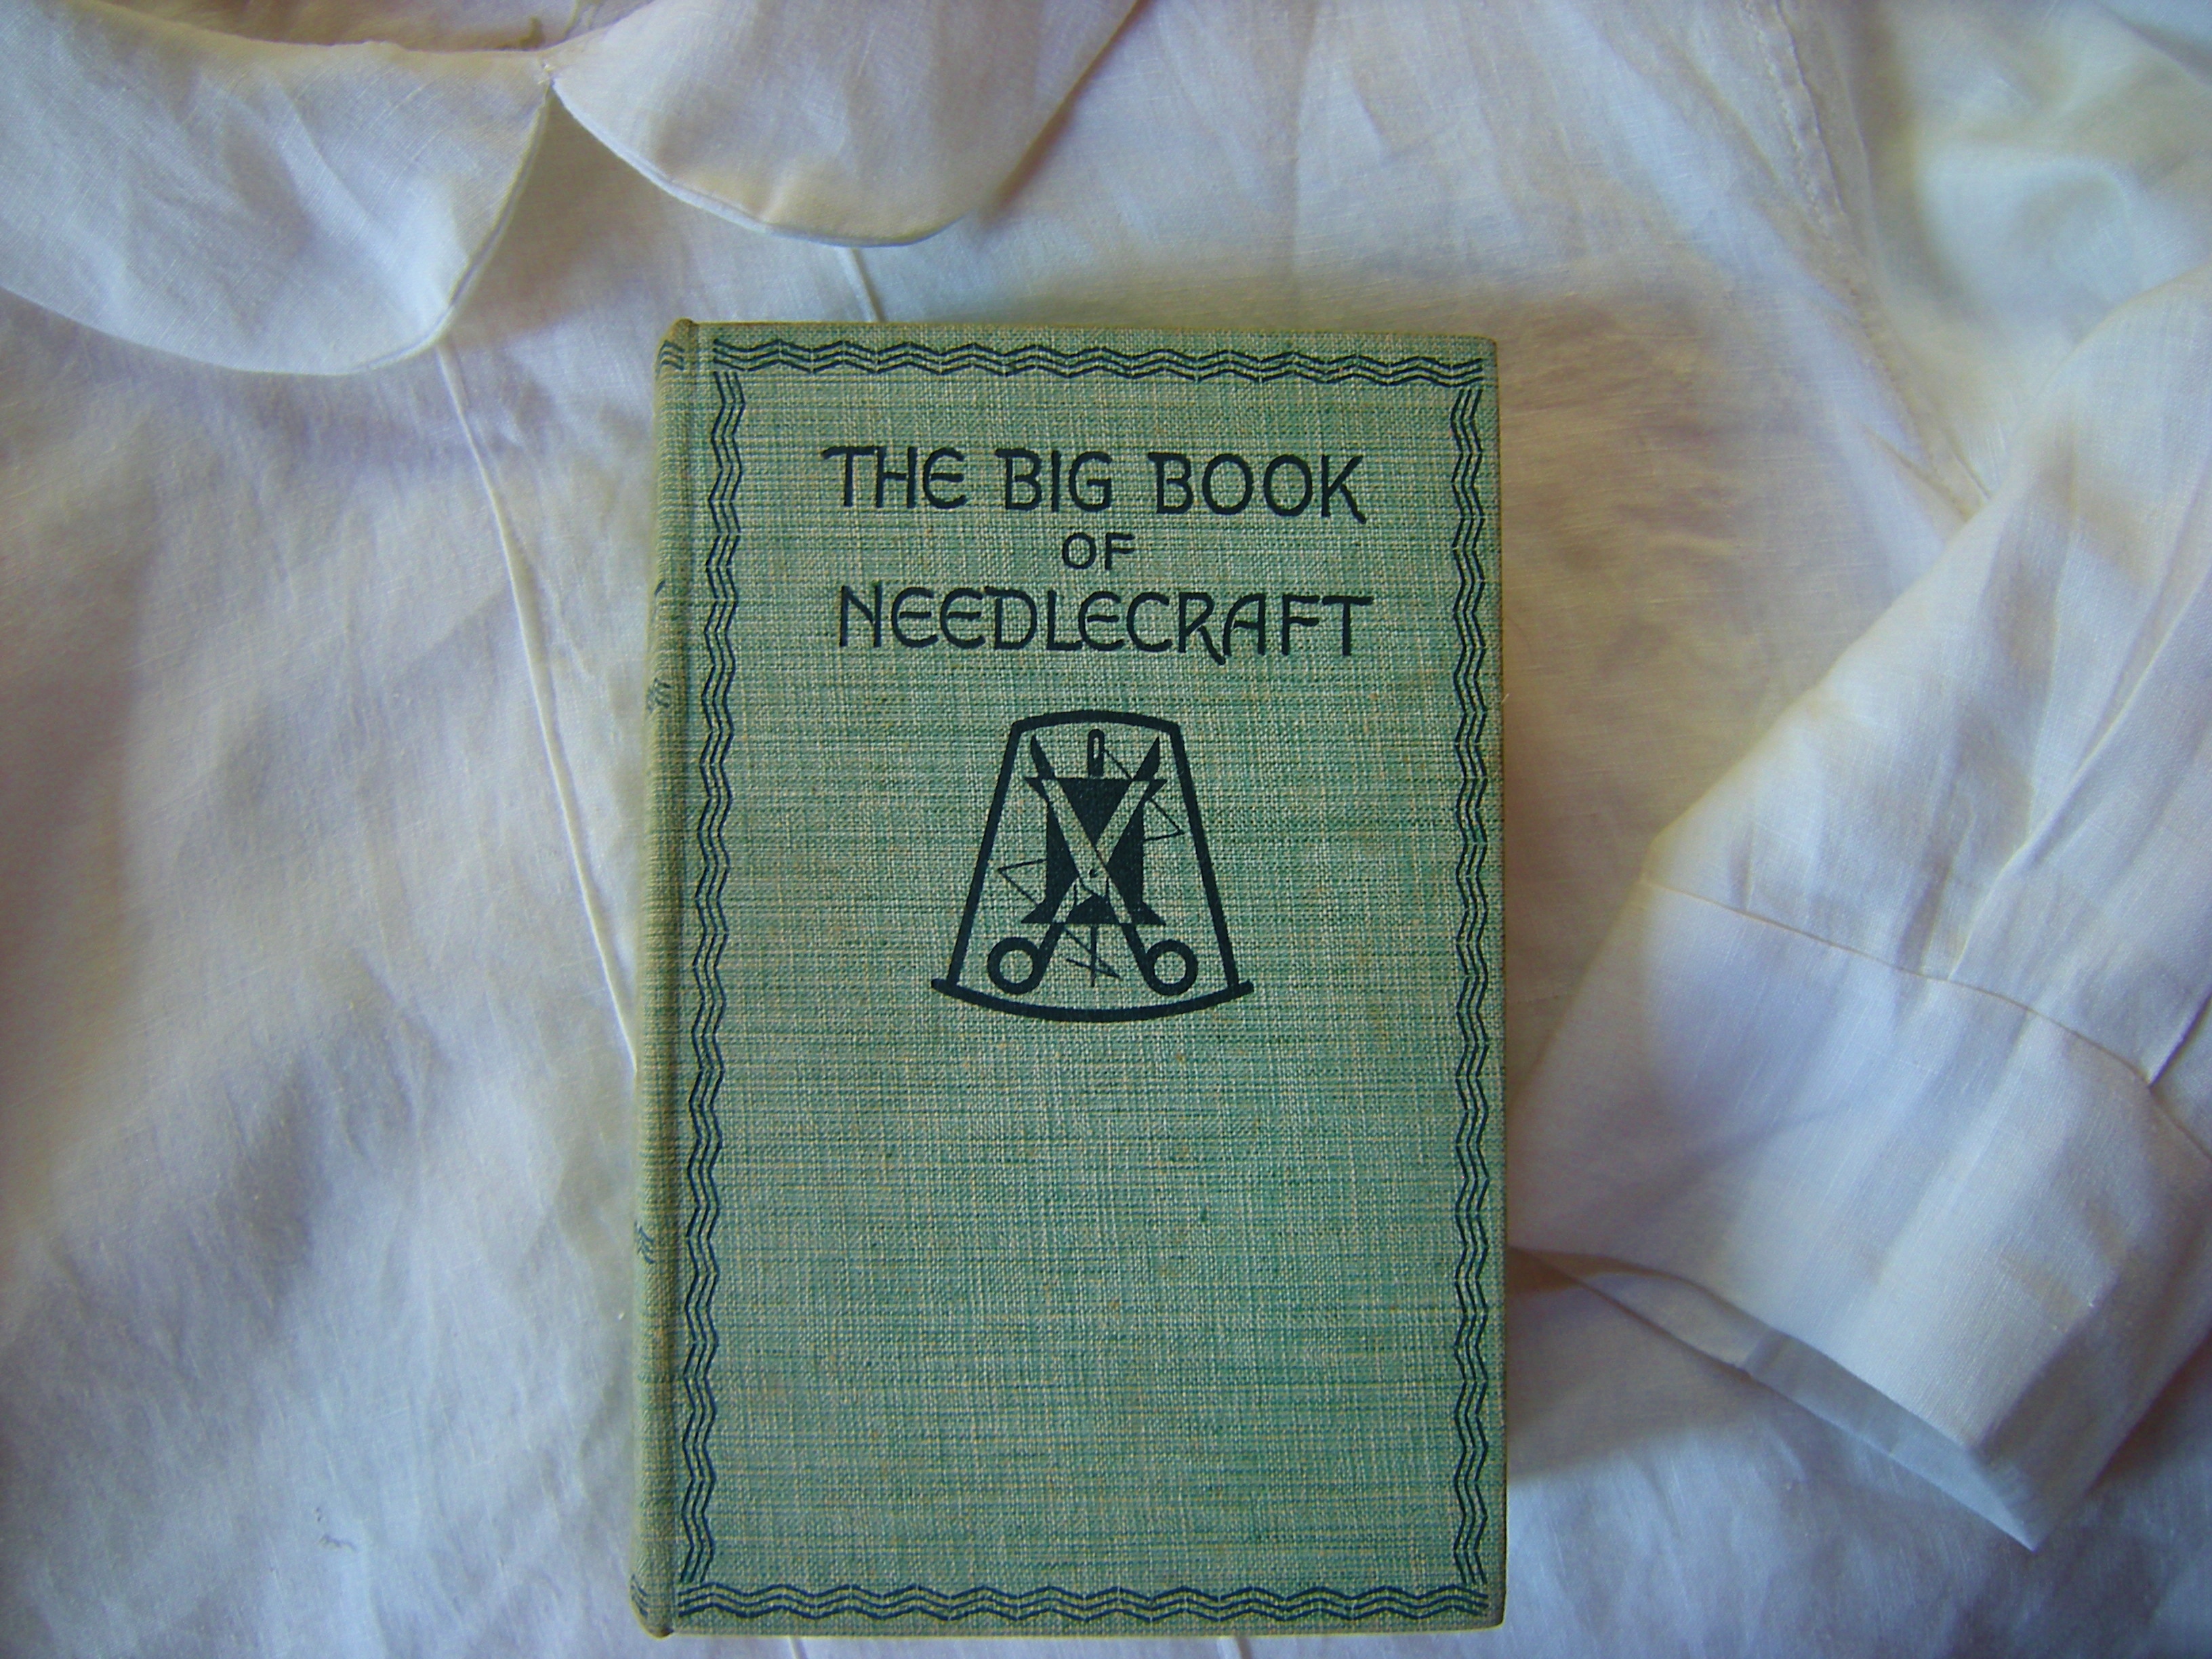 THE BIG BOOK
OF
NEEDLECRAFT